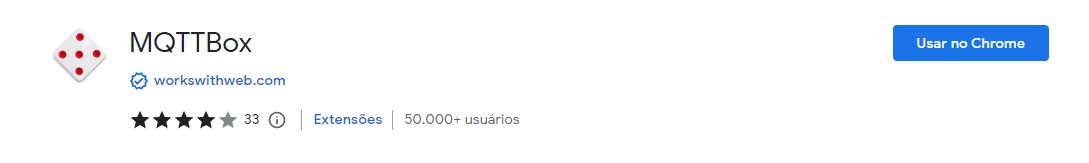 MQTTBox
Usar no Chrome
workswithweb.com
33 Extensões 50.000+ usuários